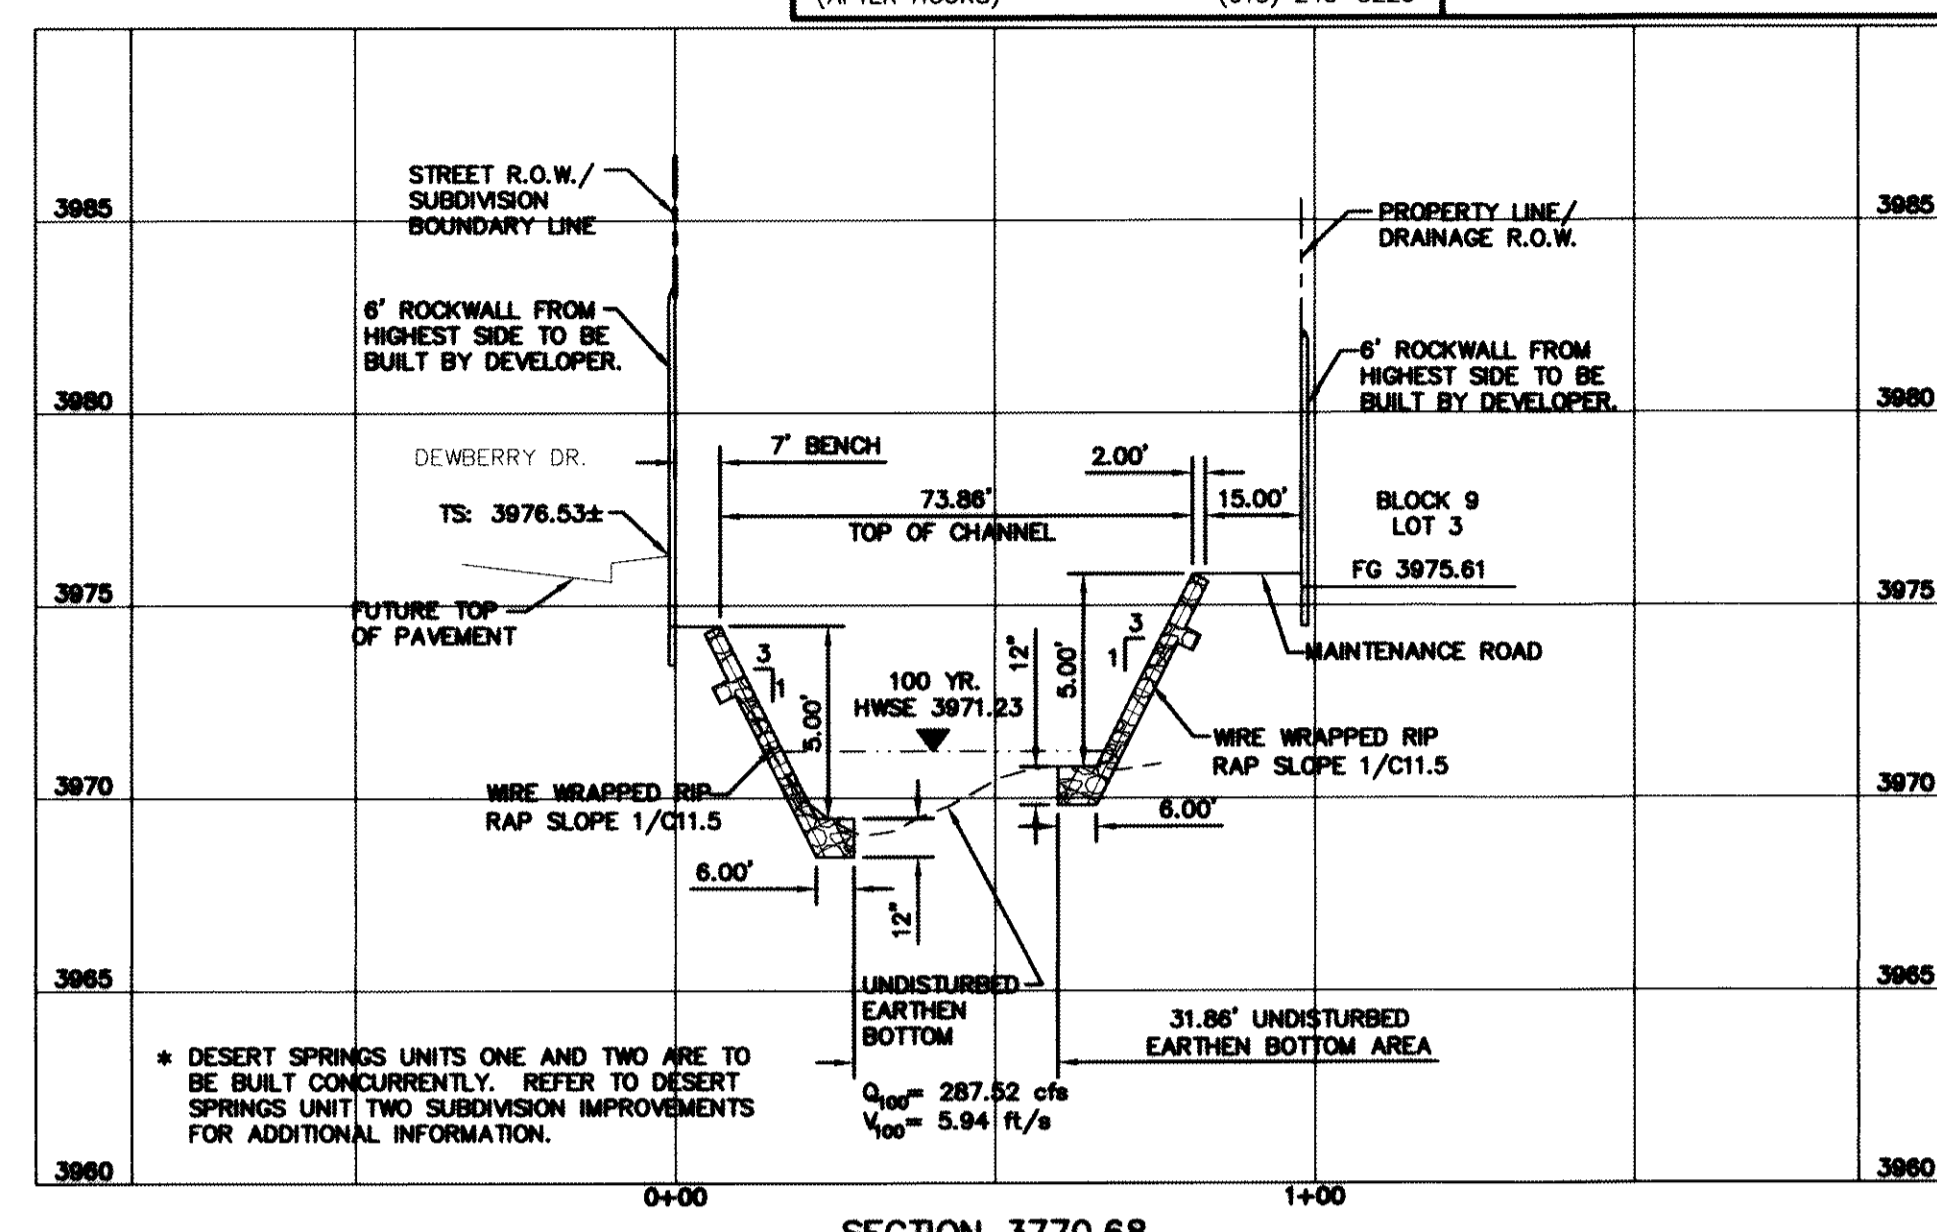 STREET R.O.W./
SUBDIVISION
BOUNDARY LINE
3985
3985
PROPERTY LINE/
DRAINAGE R.O.W.
6' ROCKWALL FROM
HIGHEST SIDE TO BE
BUILT BY DEVELOPER.
6' ROCKWALL FROM
HIGHEST SIDE TO BE
BUILT BY DEVELOPER.
3980
3980
DEWBERRY DR.
7' BENCH
2.00'
73.86'
TOP OF CHANNEL
15.00'
BLOCK 9
LOT 3
TS: 3976.53±
FG 3975.61
3975
3975
FUTURE TOP
OF PAVEMENT
3
1
5.00'
100 YR.
HWSE 3971.23
12"
5.00'
3
1
MAINTENANCE ROAD
WIRE WRAPPED RIP
RAP SLOPE 1/C11.5
WIRE WRAPPED RIP
RAP SLOPE 1/C11.5
3970
3970
6.00'
6.00'
12"
3965
3965
UNDISTURBED
EARTHEN
BOTTOM
31.86' UNDISTURBED
EARTHEN BOTTOM AREA
* DESERT SPRINGS UNITS ONE AND TWO ARE TO
BE BUILT CONCURRENTLY. REFER TO DESERT
SPRINGS UNIT TWO SUBDIVISION IMPROVEMENTS
FOR ADDITIONAL INFORMATION.
Q100= 287.52 cfs
V100= 5.94 ft/s
3960
3960
0+00
1+00
SECTION 3770.68